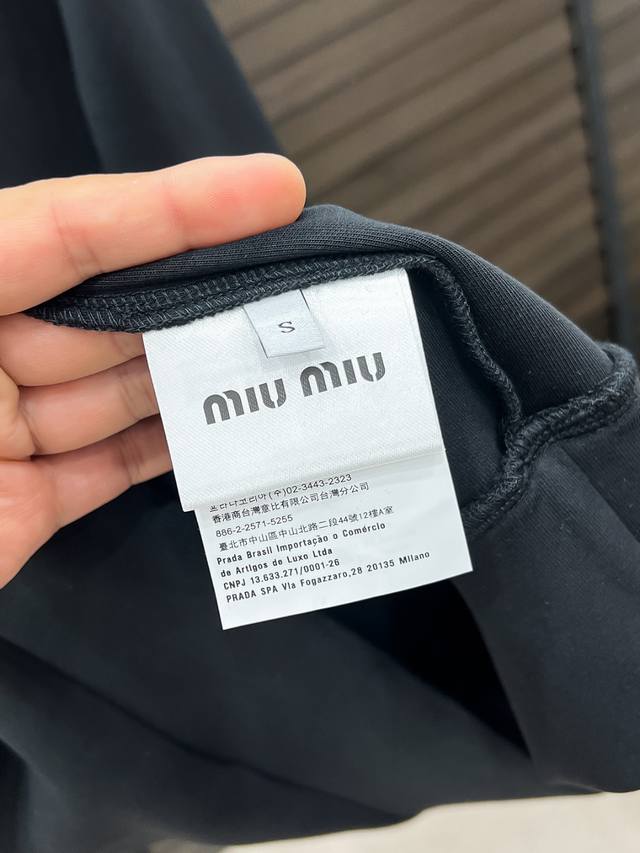 S
miu miu
프라다코리아(주)02-3443-2323
香港商台灣意比有限公司台灣分公司
886-2-2571-5255
臺北市中山區中山北路二段44號12樓A室
Prada Brasil Importação o Comércio
de Artigos de Luxo Ltda
CNPJ 13.633.271/0001-26
PRADA SPA Via Fogazzaro,28 20135 Milano